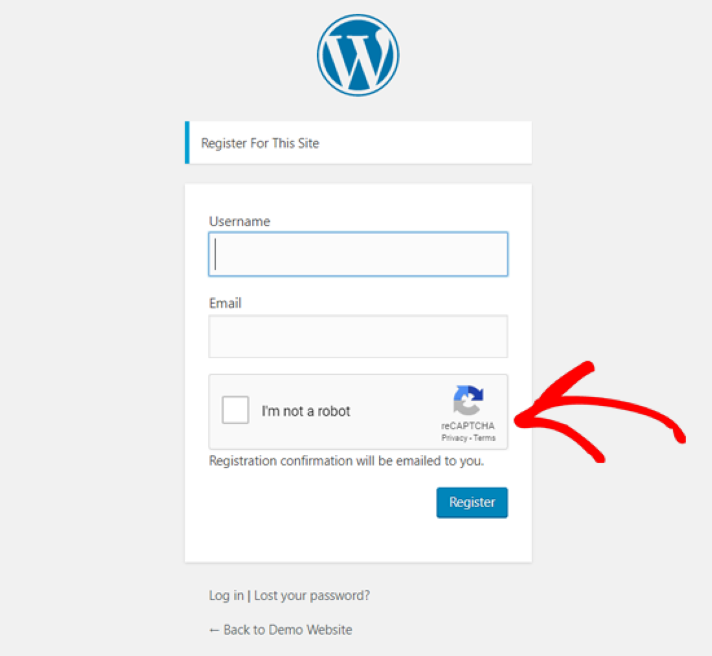 Register For This Site
Username
Email
I'm not a robot
reCAPTCHA
Privacy - Terms
Registration confirmation will be emailed to you.
Register
Log in | Lost your password?
← Back to Demo Website